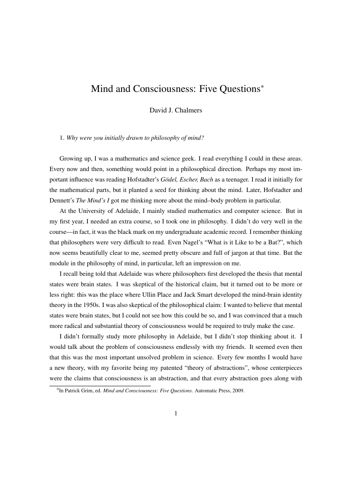 Mind and Consciousness: Five Questions*
David J. Chalmers
1. Why were you initially drawn to philosophy of mind?
Growing up, I was a mathematics and science geek. I read everything I could in these areas.
Every now and then, something would point in a philosophical direction. Perhaps my most im-
portant influence was reading Hofstadter's Gödel, Escher, Bach as a teenager. I read it initially for
the mathematical parts, but it planted a seed for thinking about the mind. Later, Hofstadter and
Dennett's The Mind's I got me thinking more about the mind–body problem in particular.
At the University of Adelaide, I mainly studied mathematics and computer science. But in
my first year, I needed an extra course, so I took one in philosophy. I didn't do very well in the
course—in fact, it was the black mark on my undergraduate academic record. I remember thinking
that philosophers were very difficult to read. Even Nagel's "What is it Like to be a Bat?", which
now seems beautifully clear to me, seemed pretty obscure and full of jargon at that time. But the
module in the philosophy of mind, in particular, left an impression on me.
I recall being told that Adelaide was where philosophers first developed the thesis that mental
states were brain states. I was skeptical of the historical claim, but it turned out to be more or
less right: this was the place where Ullin Place and Jack Smart developed the mind-brain identity
theory in the 1950s. I was also skeptical of the philosophical claim: I wanted to believe that mental
states were brain states, but I could not see how this could be so, and I was convinced that a much
more radical and substantial theory of consciousness would be required to truly make the case.
I didn't formally study more philosophy in Adelaide, but I didn't stop thinking about it. I
would talk about the problem of consciousness endlessly with my friends. It seemed even then
that this was the most important unsolved problem in science. Every few months I would have
a new theory, with my favorite being my patented "theory of abstractions", whose centerpieces
were the claims that consciousness is an abstraction, and that every abstraction goes along with
*In Patrick Grim, ed. Mind and Consciousness: Five Questions. Automatic Press, 2009.
1